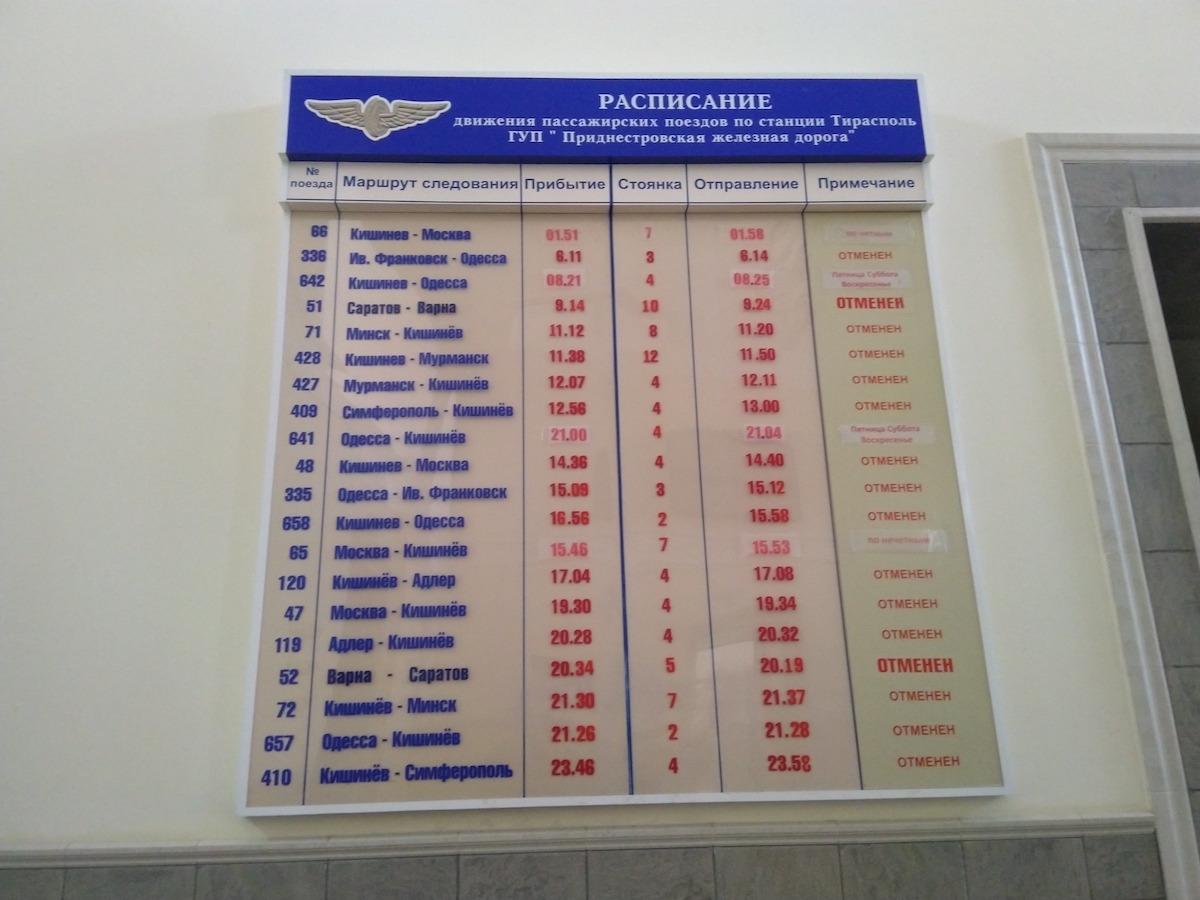 РАСПИСАНИЕ
движения пассажирских поездов по станции Тирасполь
ГУП " Приднестровская железная дорога"
№ поезда Маршрут следования Прибытие Стоянка Отправление Примечание
66 Кишинев - Москва 01.51 7 01.58 по четным
336 Ив. Франковск - Одесса 6.11 3 6.14 ОТМЕНЕН
642 Кишинев - Одесса 08.21 4 08.25 Пятница Суббота Воскресенье
51 Саратов - Варна 9.14 10 9.24 ОТМЕНЕН
71 Минск - Кишинёв 11.12 8 11.20 ОТМЕНЕН
428 Кишинев - Мурманск 11.38 12 11.50 ОТМЕНЕН
427 Мурманск - Кишинёв 12.07 4 12.11 ОТМЕНЕН
409 Симферополь - Кишинёв 12.56 4 13.00 ОТМЕНЕН
641 Одесса - Кишинёв 21.00 4 21.04 Пятница Суббота Воскресенье
48 Кишинев - Москва 14.36 4 14.40 ОТМЕНЕН
335 Одесса - Ив. Франковск 15.09 3 15.12 ОТМЕНЕН
658 Кишинев - Одесса 16.56 2 15.58 ОТМЕНЕН
65 Москва - Кишинёв 15.46 7 15.53 по нечетным
120 Кишинёв - Адлер 17.04 4 17.08 ОТМЕНЕН
47 Москва - Кишинёв 19.30 4 19.34 ОТМЕНЕН
119 Адлер - Кишинёв 20.28 4 20.32 ОТМЕНЕН
52 Варна - Саратов 20.34 5 20.19 ОТМЕНЕН
72 Кишинёв - Минск 21.30 7 21.37 ОТМЕНЕН
657 Одесса - Кишинёв 21.26 2 21.28 ОТМЕНЕН
410 Кишинёв - Симферополь 23.46 4 23.58 ОТМЕНЕН